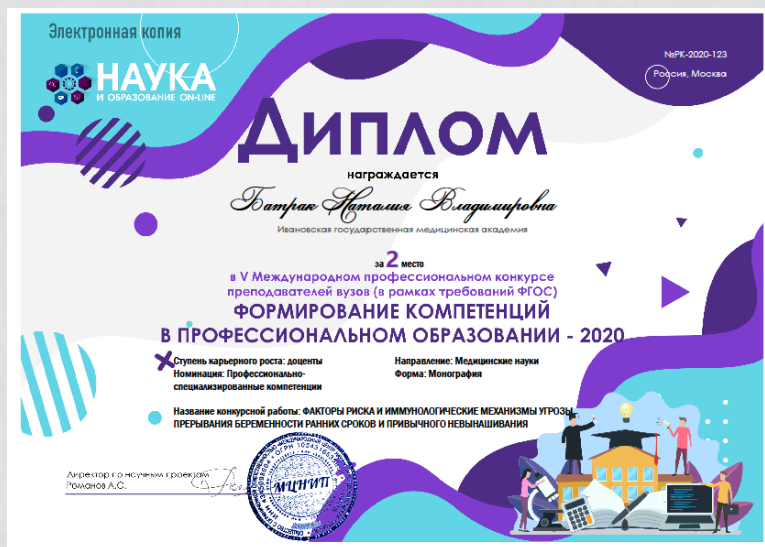 Электронная копия
НАУКА
И ОБРАЗОВАНИЕ ON-LINE
№РК-2020-123
Россия, Москва
ДИПЛОМ
награждается
Батрак Наталия Владимировна
Ивановская государственная медицинская академия
за 2 место
в V Международном профессиональном конкурсе
преподавателей вузов (в рамках требований ФГОС)
ФОРМИРОВАНИЕ КОМПЕТЕНЦИЙ
В ПРОФЕССИОНАЛЬНОМ ОБРАЗОВАНИИ - 2020
Ступень карьерного роста: доценты
Номинация: Профессионально-
специализированные компетенции
Направление: Медицинские науки
Форма: Монография
Название конкурсной работы: ФАКТОРЫ РИСКА И ИММУНОЛОГИЧЕСКИЕ МЕХАНИЗМЫ УГРОЗЫ
ПРЕРЫВАНИЯ БЕРЕМЕННОСТИ РАННИХ СРОКОВ И ПРИВЫЧНОГО НЕВЫНАШИВАНИЯ
Директор по научным проектам
Романов А.С.
МЦНИП